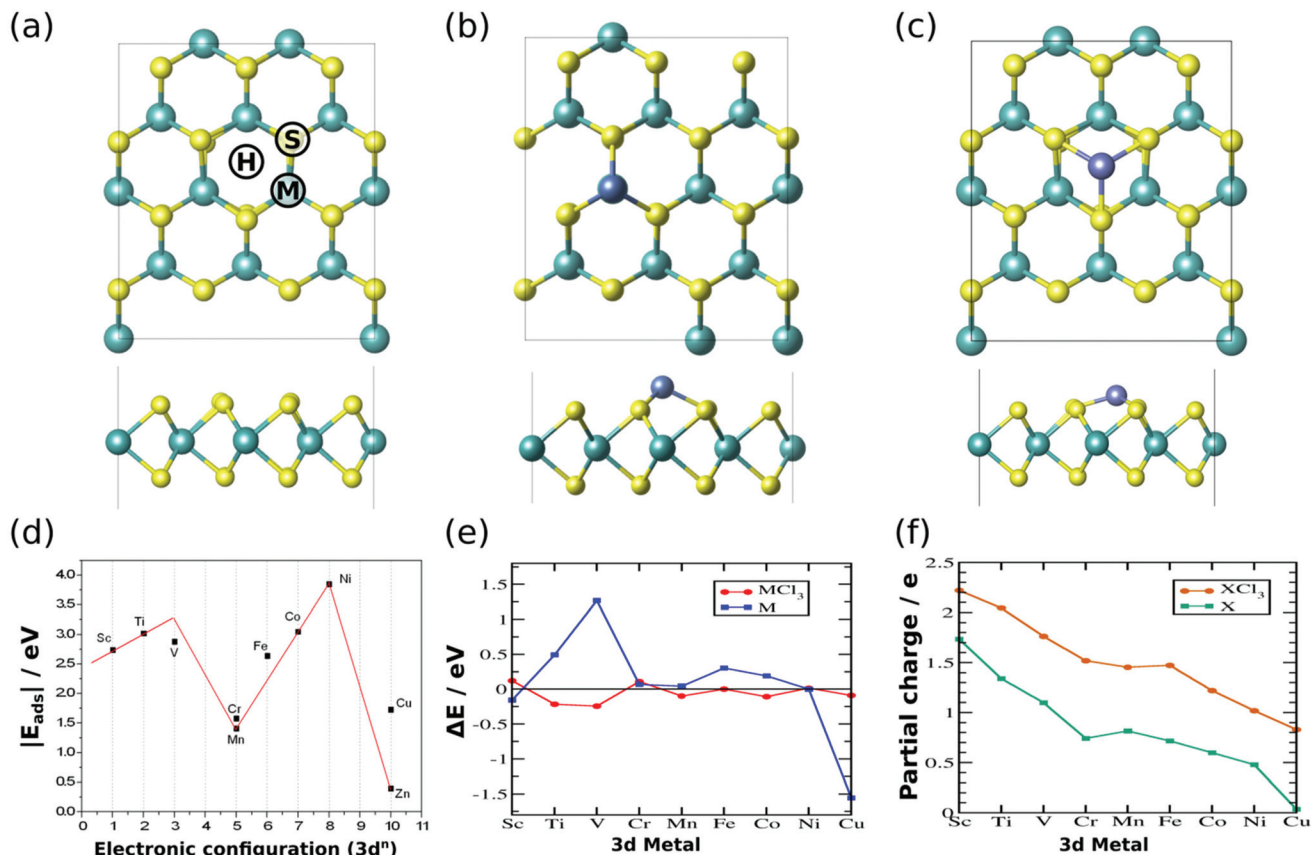 (a)
(b)
(c)
S
H
M
(d)
(e)
(f)
|E_ads| / eV
4.0
3.5
3.0
2.5
2.0
1.5
1.0
0.5
0.0
Sc
Ti
V
Cr
Mn
Fe
Co
Ni
Cu
Zn
1 2 3 4 5 6 7 8 9 10 11
Electronic configuration (3dⁿ)
ΔE / eV
1.5
1
0.5
0
-0.5
-1
-1.5
MCl₃
M
Sc Ti V Cr Mn Fe Co Ni Cu
3d Metal
Partial charge / e
2.5
2
1.5
1
0.5
0
XCl₃
X
Sc Ti V Cr Mn Fe Co Ni Cu
3d Metal